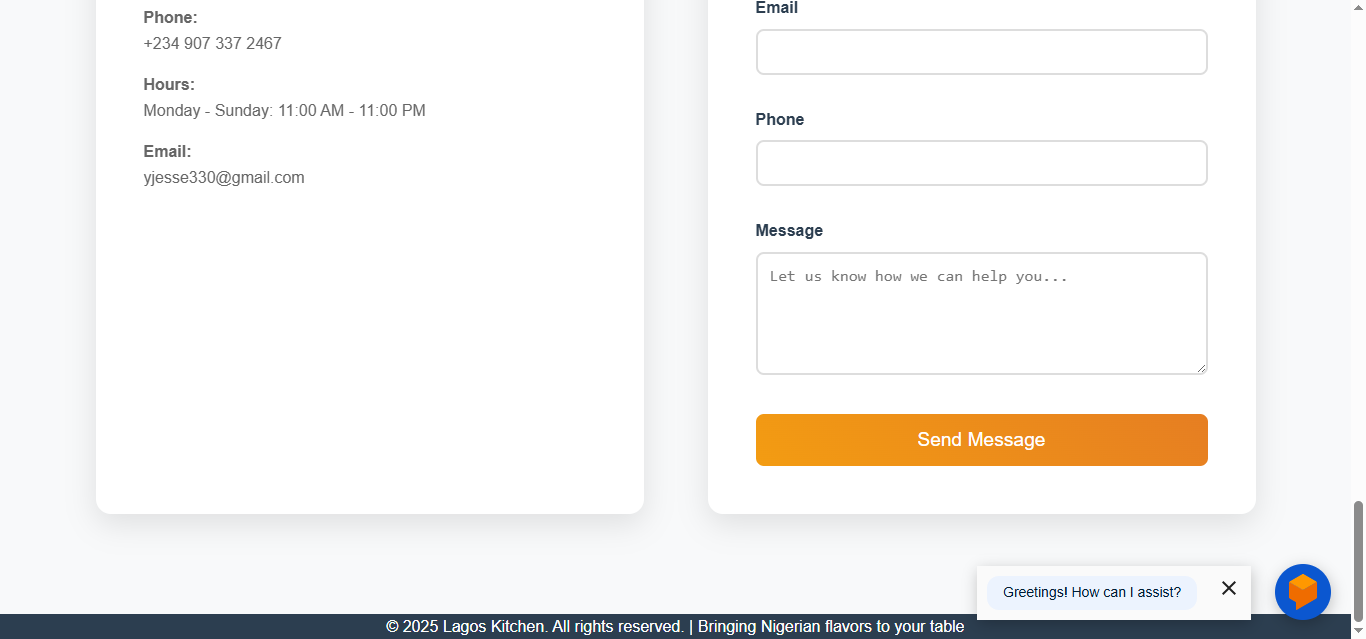 Phone:
+234 907 337 2467
Hours:
Monday - Sunday: 11:00 AM - 11:00 PM
Email:
yjesse330@gmail.com
Email
Phone
Message
Let us know how we can help you...
Send Message
Greetings! How can I assist?
© 2025 Lagos Kitchen. All rights reserved. | Bringing Nigerian flavors to your table